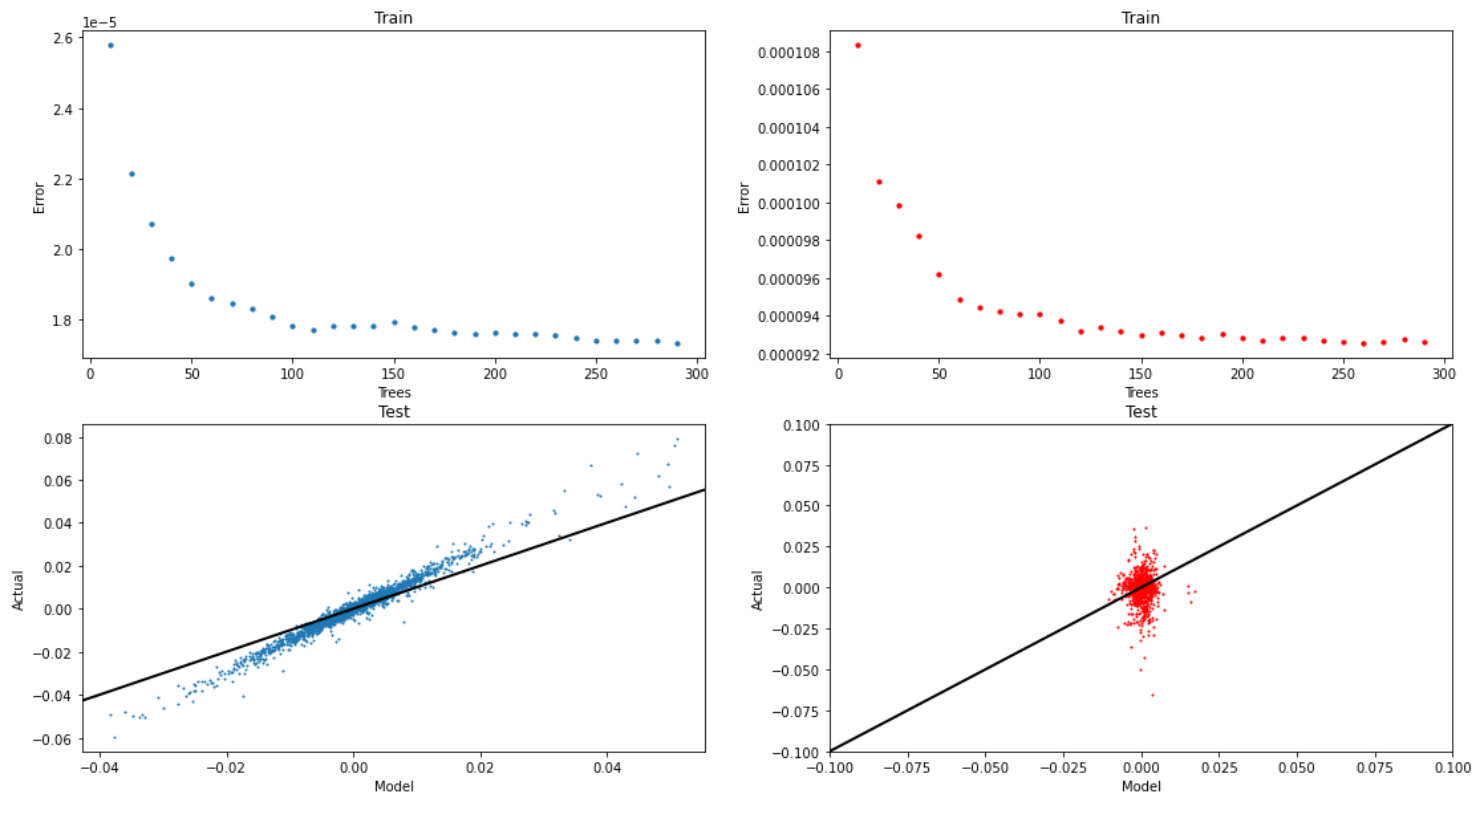 Train
1e−5
2.6
2.4
2.2
2.0
1.8
Error
0 50 100 150 200 250 300
Trees
Train
0.000108
0.000106
0.000104
0.000102
0.000100
0.000098
0.000096
0.000094
0.000092
Error
0 50 100 150 200 250 300
Trees
Test
0.08
0.06
0.04
0.02
0.00
−0.02
−0.04
−0.06
Actual
−0.04 −0.02 0.00 0.02 0.04
Model
Test
0.100
0.075
0.050
0.025
0.000
−0.025
−0.050
−0.075
−0.100
Actual
−0.100 −0.075 −0.050 −0.025 0.000 0.025 0.050 0.075 0.100
Model